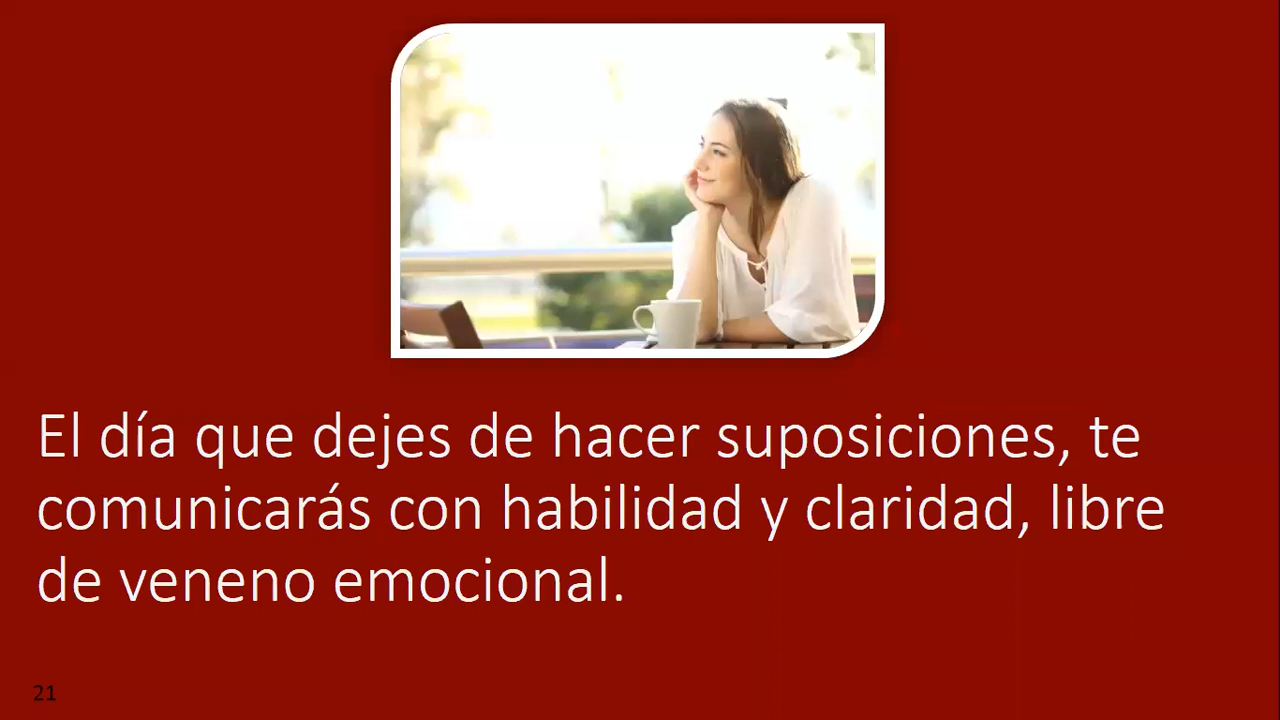 El día que dejes de hacer suposiciones, te
comunicarás con habilidad y claridad, libre
de veneno emocional.
21